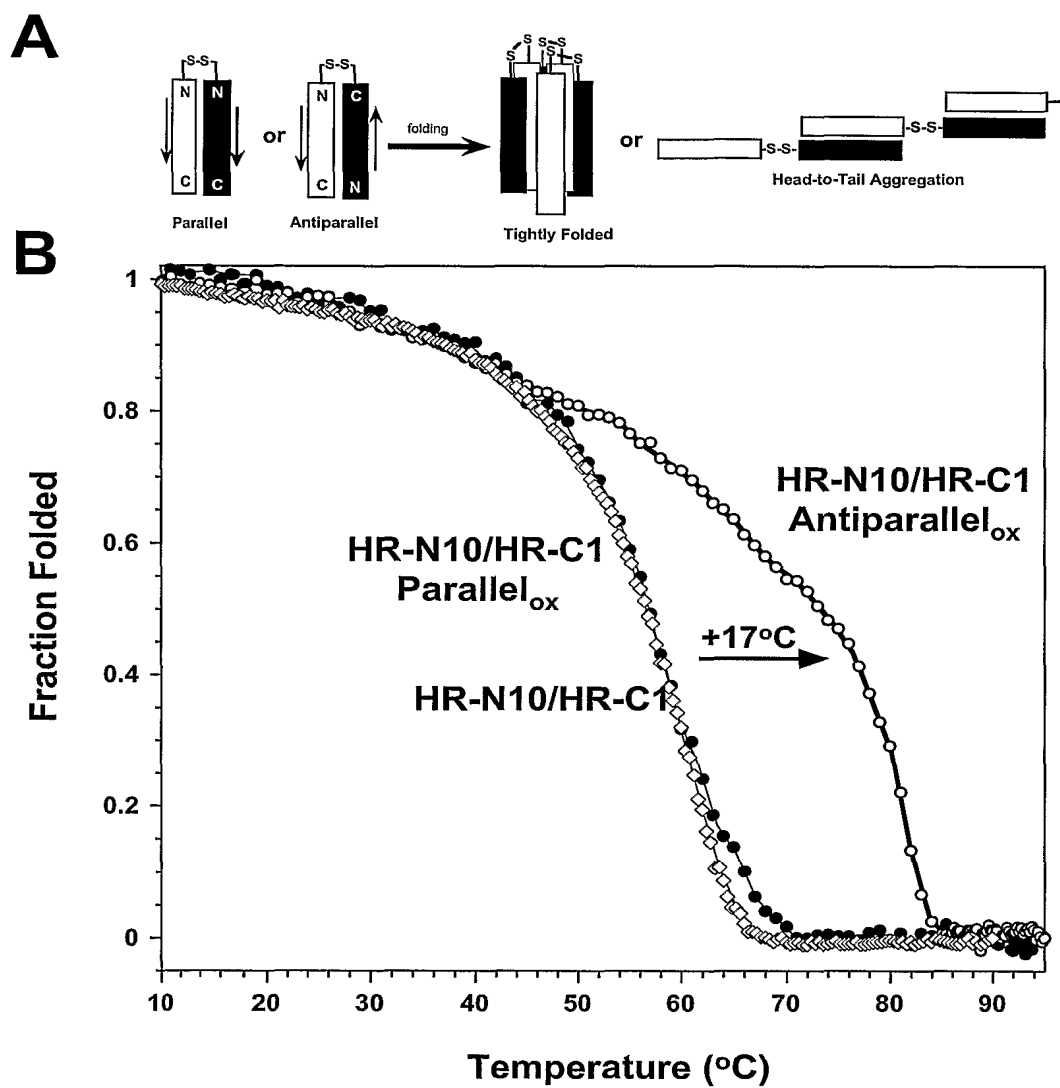 A
S-S
N N
C C
Parallel
or
S-S
N C
C N
Antiparallel
folding
S S S S S S
Tightly Folded
or
-S-S- -S-S-
Head-to-Tail Aggregation
B
Fraction Folded
1
0.8
0.6
0.4
0.2
0
HR-N10/HR-C1
Antiparallelox
HR-N10/HR-C1
Parallelox
+17oC
HR-N10/HR-C1
10 20 30 40 50 60 70 80 90
Temperature (oC)